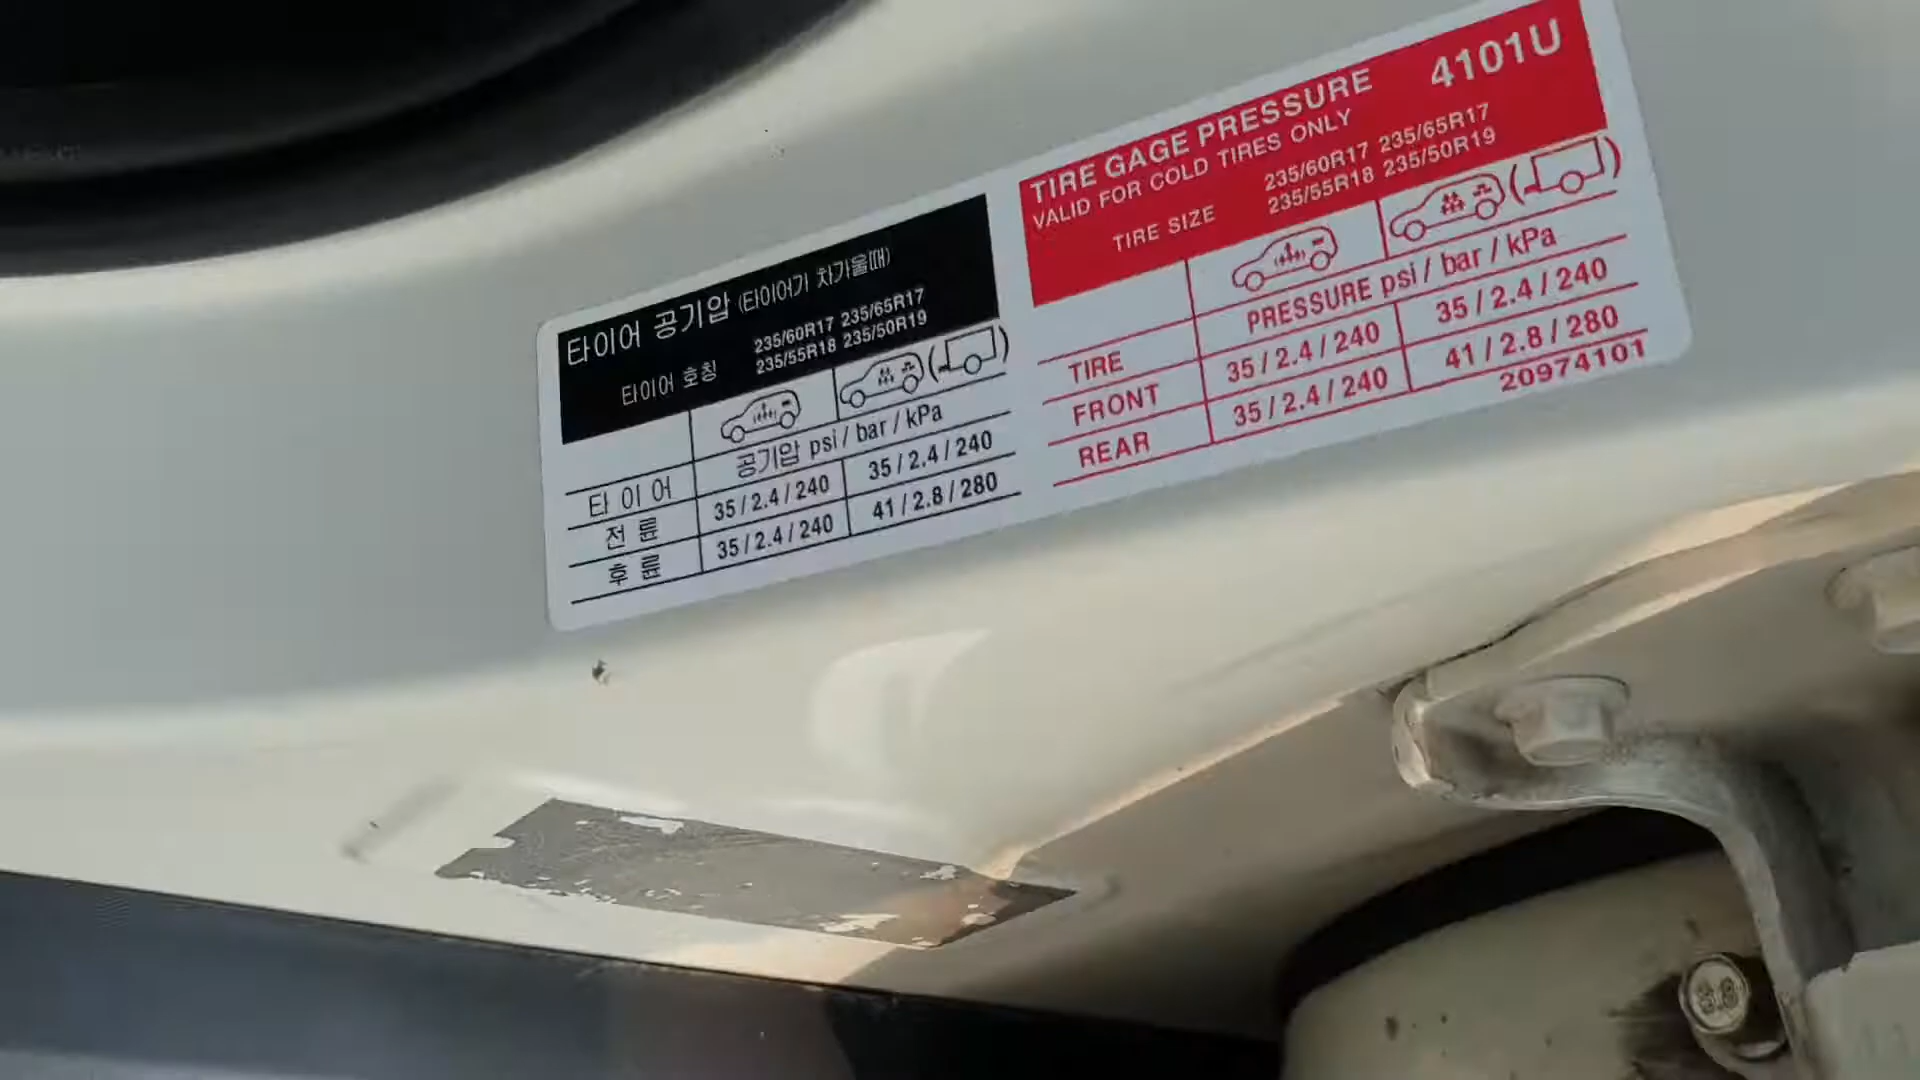 타이어 공기압 (타이어가 차가울때)
타이어 호칭
235/60R17 235/65R17
235/55R18 235/50R19
공기압 psi / bar / kPa
타 이 어
전 륜 35 / 2.4 / 240 35 / 2.4 / 240
후 륜 35 / 2.4 / 240 41 / 2.8 / 280
TIRE GAGE PRESSURE 4101U
VALID FOR COLD TIRES ONLY
TIRE SIZE
235/60R17 235/65R17
235/55R18 235/50R19
PRESSURE psi / bar / kPa
TIRE
FRONT 35 / 2.4 / 240 35 / 2.4 / 240
REAR 35 / 2.4 / 240 41 / 2.8 / 280
20974101
8.8